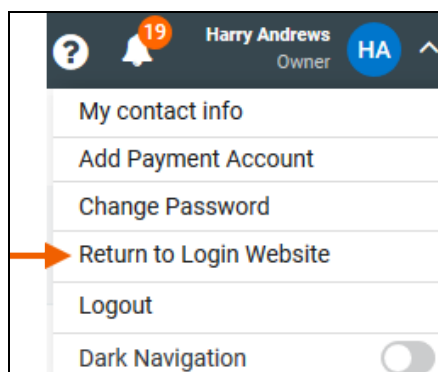 ?
19
Harry Andrews
Owner
HA
My contact info
Add Payment Account
Change Password
Return to Login Website
Logout
Dark Navigation